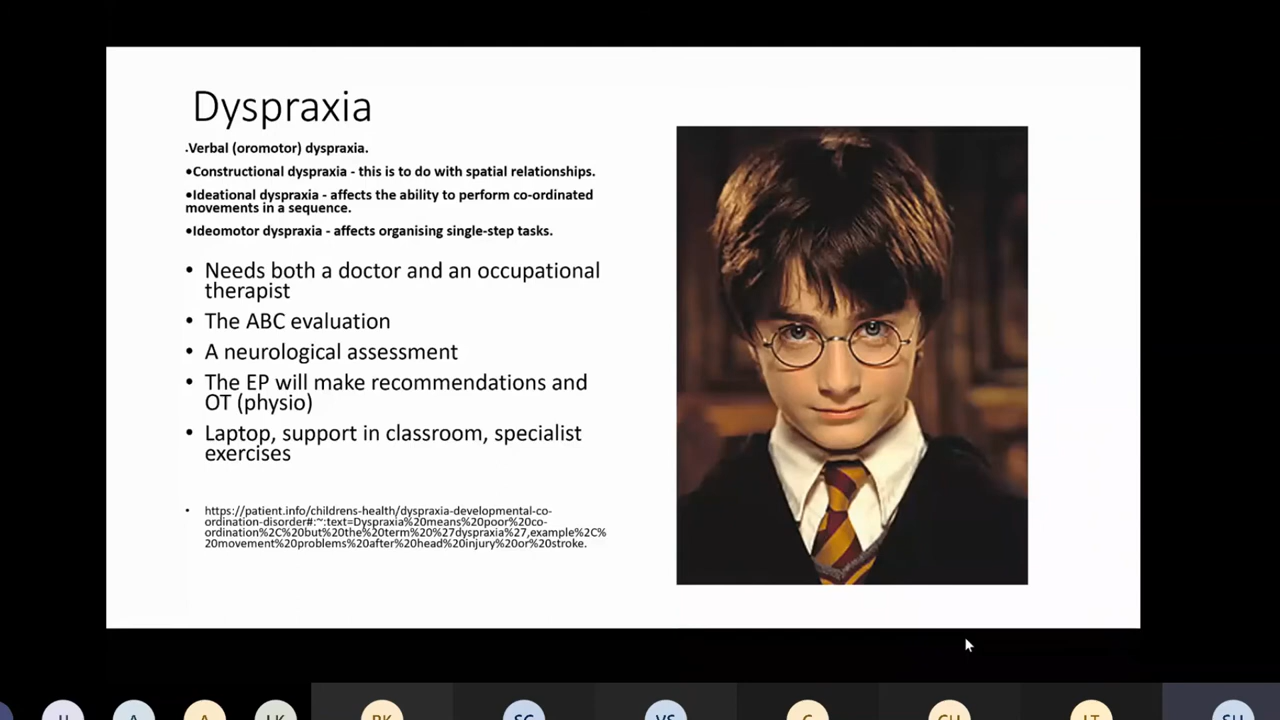 Dyspraxia
.Verbal (oromotor) dyspraxia.
•Constructional dyspraxia - this is to do with spatial relationships.
•Ideational dyspraxia - affects the ability to perform co-ordinated
movements in a sequence.
•Ideomotor dyspraxia - affects organising single-step tasks.
• Needs both a doctor and an occupational
therapist
• The ABC evaluation
• A neurological assessment
• The EP will make recommendations and
OT (physio)
• Laptop, support in classroom, specialist
exercises
• https://patient.info/childrens-health/dyspraxia-developmental-co-
ordination-disorder#:~:text=Dyspraxia%20means%20poor%20co-
ordination%2C%20but%20the%20term%20%27dyspraxia%27,example%2C%
20movement%20problems%20after%20head%20injury%20or%20stroke.